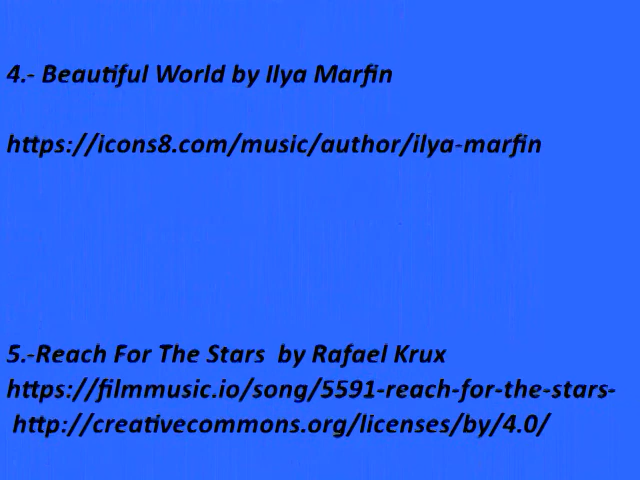 4.- Beautiful World by Ilya Marfin
https://icons8.com/music/author/ilya-marfin
5.-Reach For The Stars  by Rafael Krux
https://filmmusic.io/song/5591-reach-for-the-stars-
http://creativecommons.org/licenses/by/4.0/